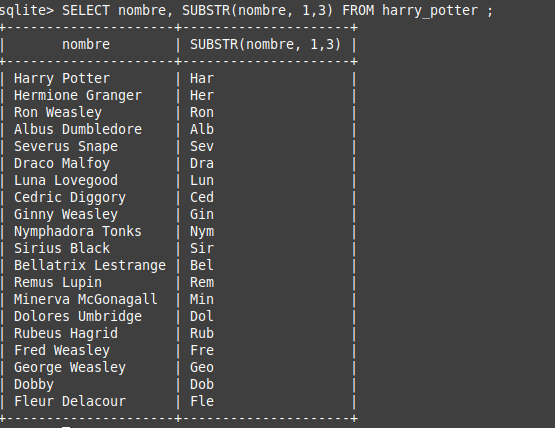 sqlite> SELECT nombre, SUBSTR(nombre, 1,3) FROM harry_potter ;
+--------------------+--------------------+
|       nombre       | SUBSTR(nombre, 1,3) |
+--------------------+--------------------+
| Harry Potter | Har |
| Hermione Granger | Her |
| Ron Weasley | Ron |
| Albus Dumbledore | Alb |
| Severus Snape | Sev |
| Draco Malfoy | Dra |
| Luna Lovegood | Lun |
| Cedric Diggory | Ced |
| Ginny Weasley | Gin |
| Nymphadora Tonks | Nym |
| Sirius Black | Sir |
| Bellatrix Lestrange | Bel |
| Remus Lupin | Rem |
| Minerva McGonagall | Min |
| Dolores Umbridge | Dol |
| Rubeus Hagrid | Rub |
| Fred Weasley | Fre |
| George Weasley | Geo |
| Dobby | Dob |
| Fleur Delacour | Fle |
+--------------------+--------------------+